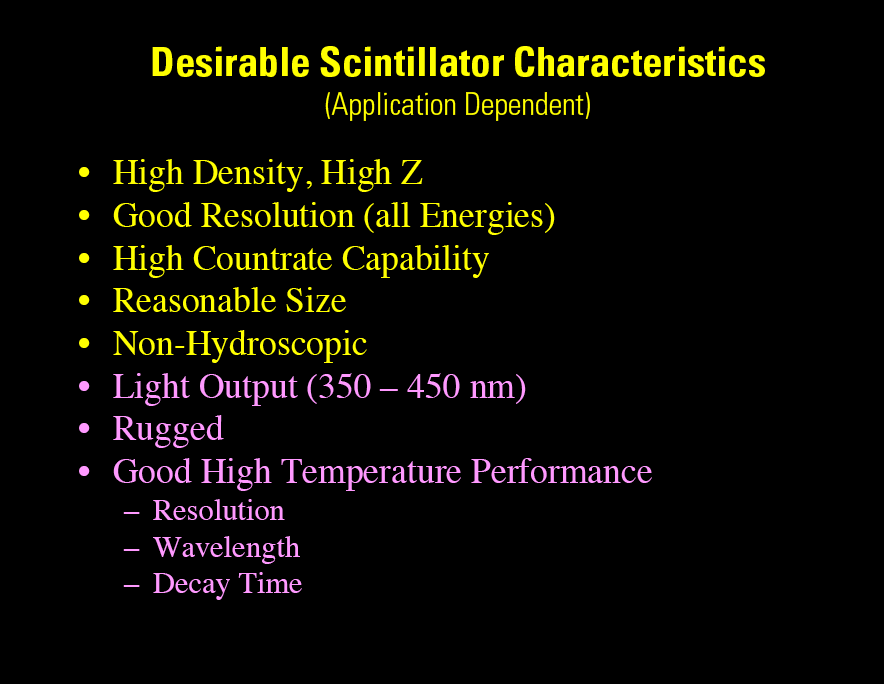 Desirable Scintillator Characteristics
(Application Dependent)
• High Density, High Z
• Good Resolution (all Energies)
• High Countrate Capability
• Reasonable Size
• Non-Hydroscopic
• Light Output (350 – 450 nm)
• Rugged
• Good High Temperature Performance
– Resolution
– Wavelength
– Decay Time